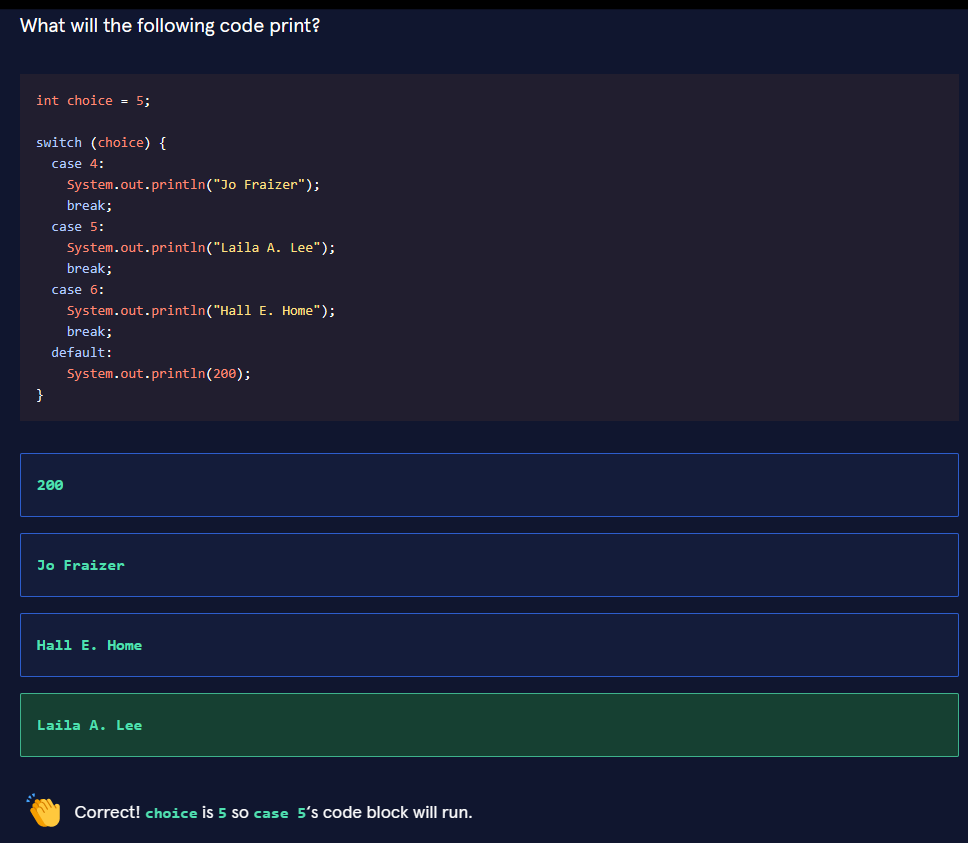 What will the following code print?
int choice = 5;
switch (choice) {
case 4:
System.out.println("Jo Fraizer");
break;
case 5:
System.out.println("Laila A. Lee");
break;
case 6:
System.out.println("Hall E. Home");
break;
default:
System.out.println(200);
}
200
Jo Fraizer
Hall E. Home
Laila A. Lee
Correct! choice is 5 so case 5’s code block will run.